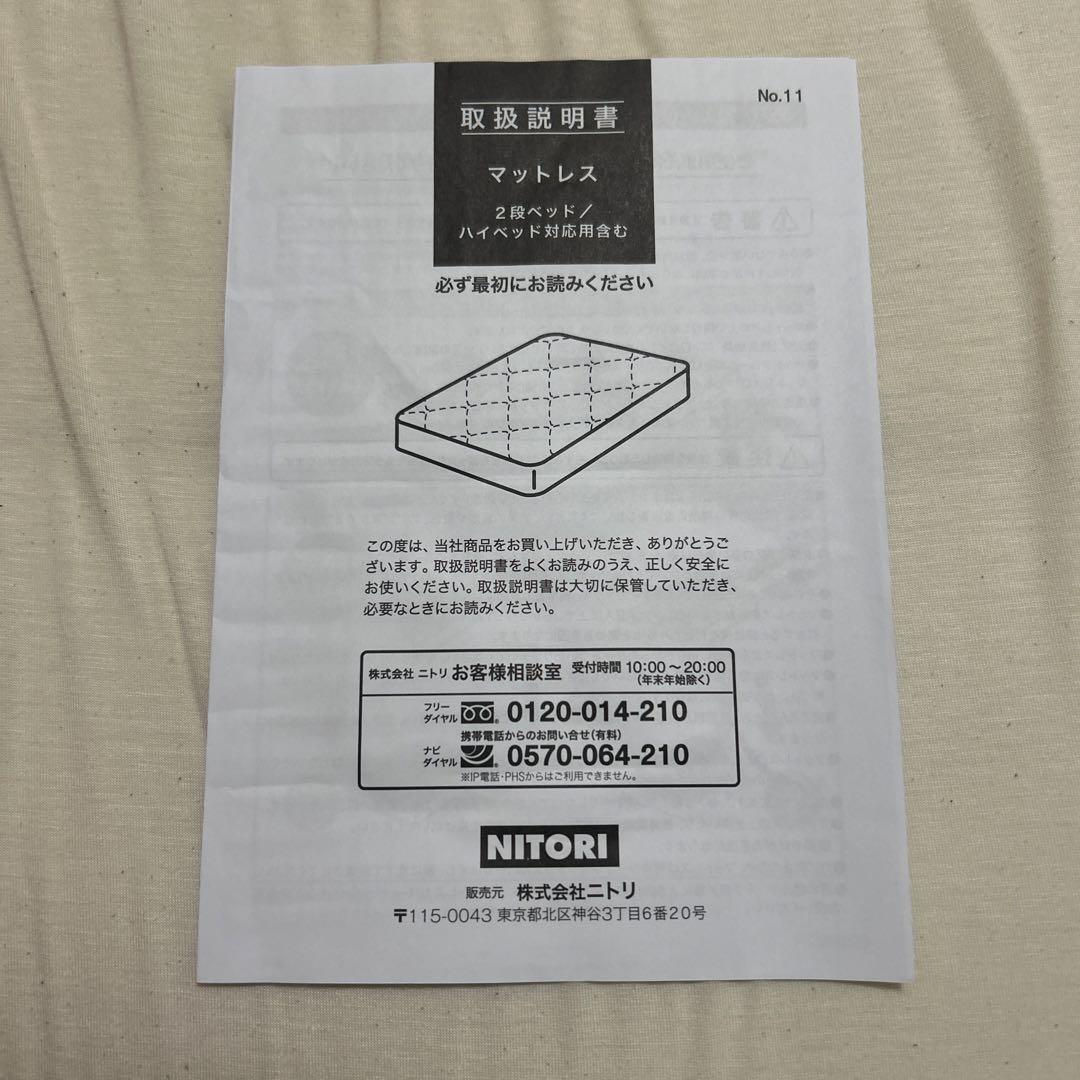 No.11
取扱説明書
マットレス
2段ベッド／
ハイベッド対応用含む
必ず最初にお読みください
この度は、当社商品をお買い上げいただき、ありがとうご
ざいます。取扱説明書をよくお読みのうえ、正しく安全に
お使いください。取扱説明書は大切に保管していただき、
必要なときにお読みください。
株式会社 ニトリ お客様相談室 受付時間 10:00～20:00
(年末年始除く)
フリー
ダイヤル 0120-014-210
携帯電話からのお問い合せ(有料)
ナビ
ダイヤル 0570-064-210
※IP電話・PHSからはご利用できません。
NITORI
販売元 株式会社ニトリ
〒115-0043 東京都北区神谷3丁目6番20号